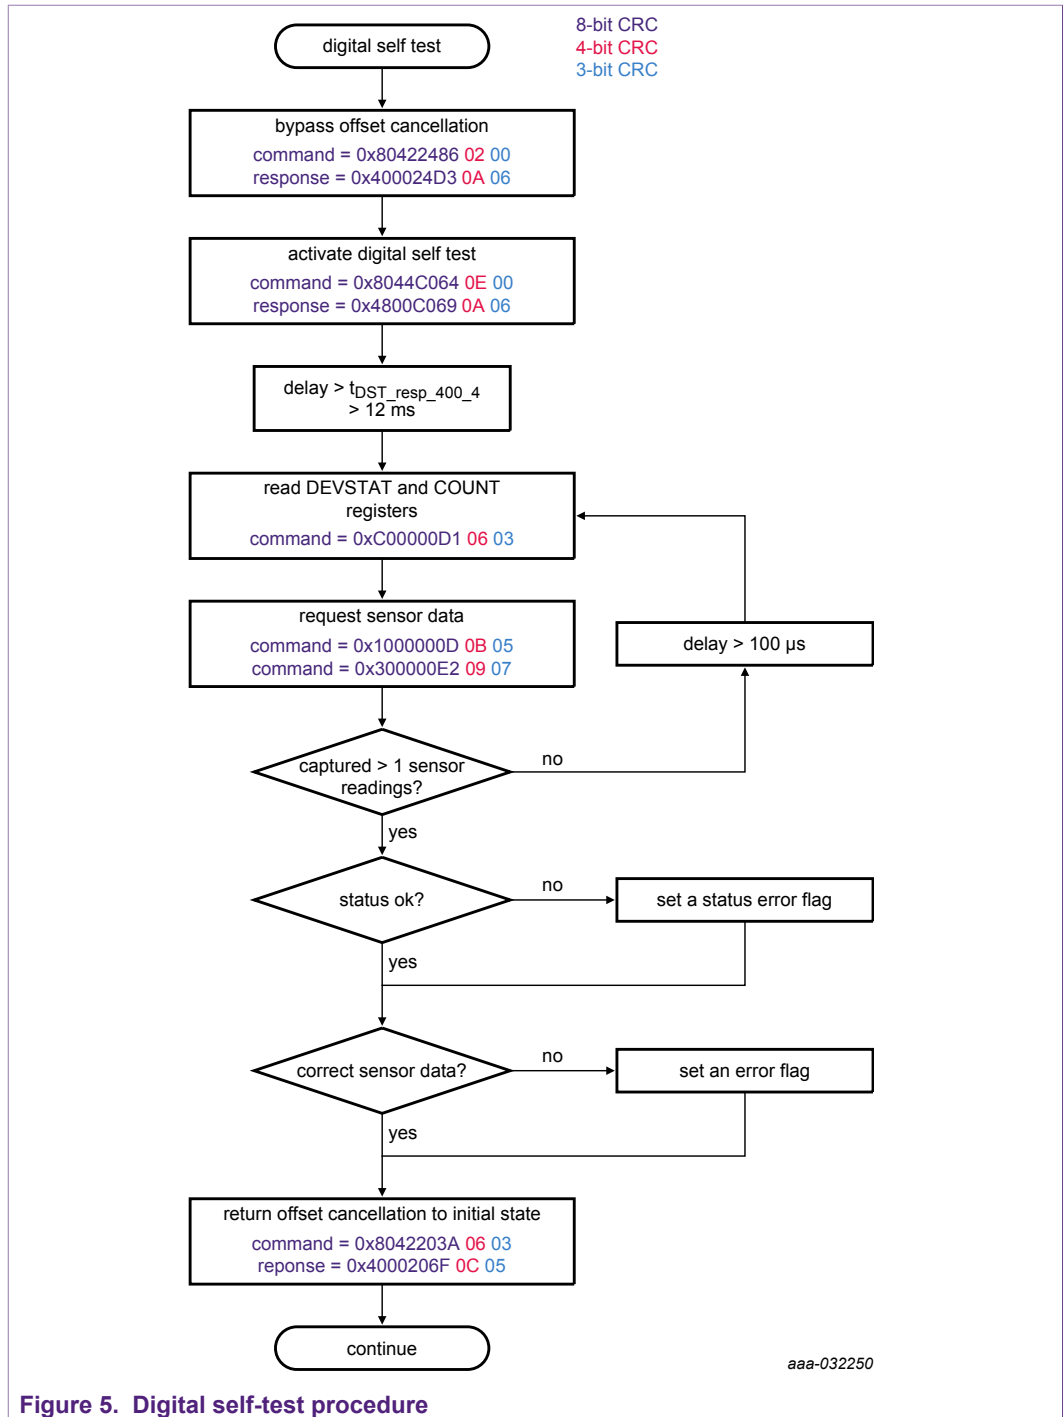 8-bit CRC
4-bit CRC
3-bit CRC
digital self test
bypass offset cancellation
command = 0x80422486 02 00
response = 0x400024D3 0A 06
activate digital self test
command = 0x8044C064 0E 00
response = 0x4800C069 0A 06
delay > tDST_resp_400_4
> 12 ms
read DEVSTAT and COUNT
registers
command = 0xC00000D1 06 03
request sensor data
command = 0x1000000D 0B 05
command = 0x300000E2 09 07
delay > 100 µs
captured > 1 sensor
readings?
no
yes
status ok?
no
set a status error flag
yes
correct sensor data?
no
set an error flag
yes
return offset cancellation to initial state
command = 0x8042203A 06 03
reponse = 0x4000206F 0C 05
continue
aaa-032250
Figure 5. Digital self-test procedure